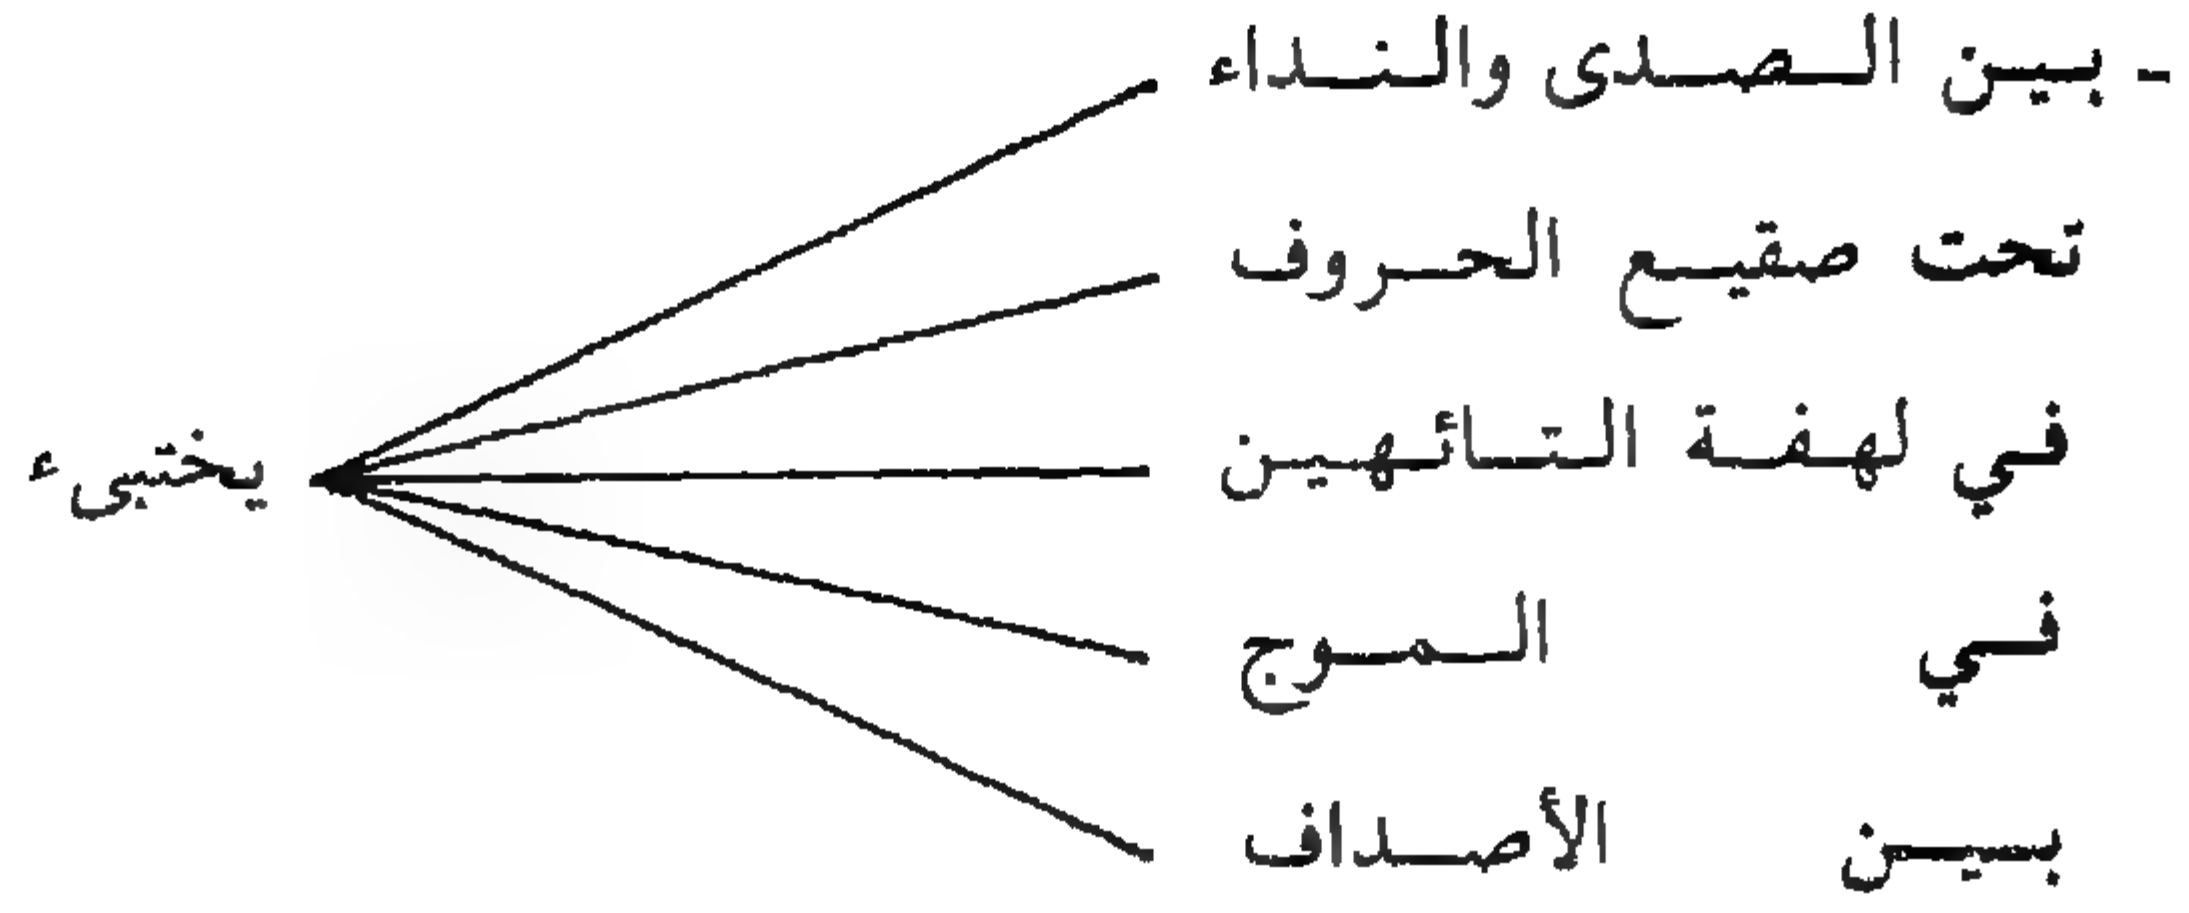 - بين الصدى والنداء
تحت صقيع الحروف
في لهفة التائهين
يختبىء
في الموج
بين الأصداف